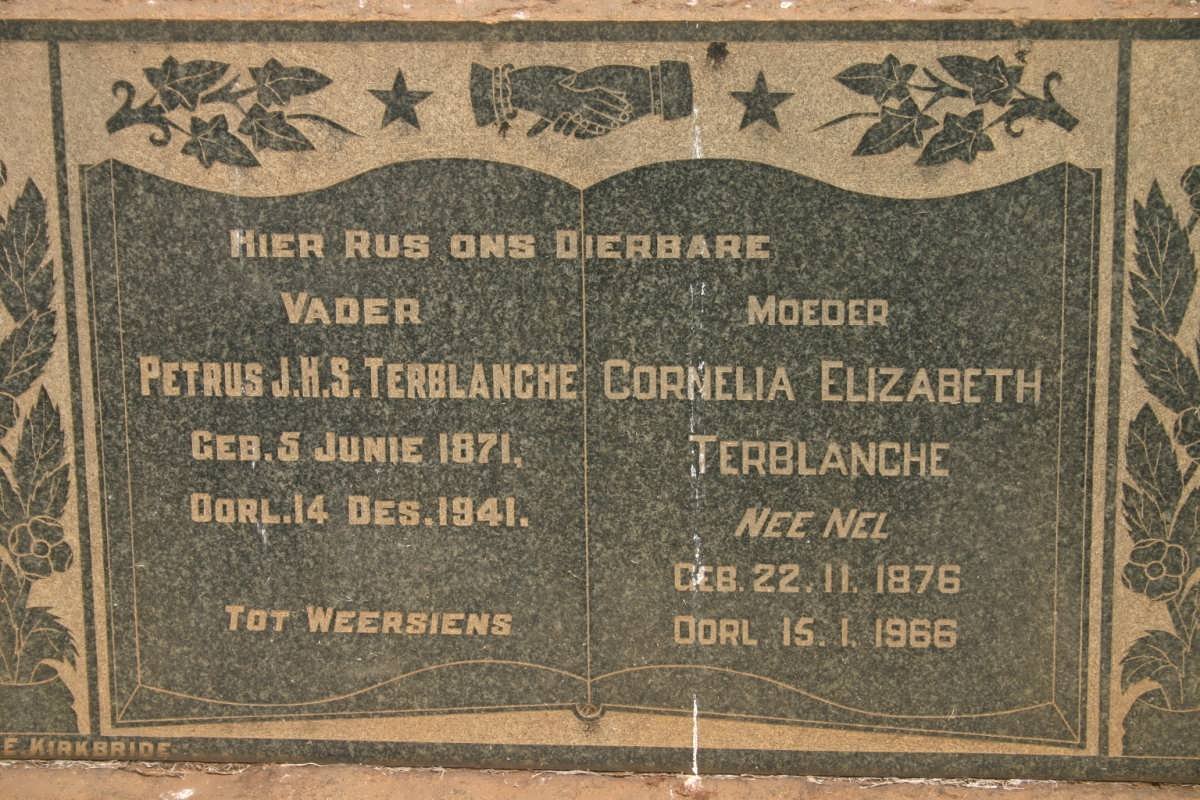 HIER RUS ONS DIERBARE
VADER
PETRUS J.H.S. TERBLANCHE
GEB. 5 JUNIE 1871,
OORL. 14 DES. 1941.
TOT WEERSIENS
MOEDER
CORNELIA ELIZABETH
TERBLANCHE
NEE NEL
GEB. 22. 11. 1876
OORL 15. 1. 1966
E. KIRKBRIDE